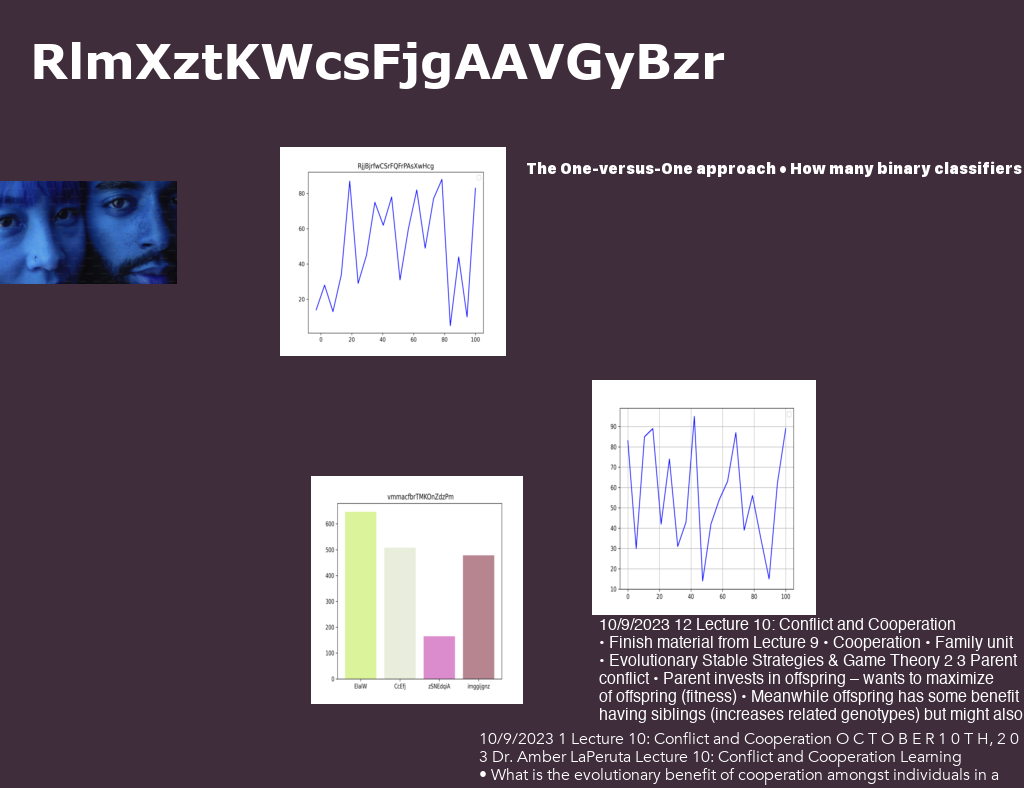 RlmXztKWcsFjgAAVGyBzr
RjjBjrfwCSrFQFrPAsXwHcg
80
60
40
20
0 20 40 60 80 100
The One-versus-One approach • How many binary classifiers
90
80
70
60
50
40
30
20
10
0 20 40 60 80 100
vmmacfbrTMKOnZdzPm
600
500
400
300
200
100
0
CcEfj zSNEdqiA
10/9/2023 12 Lecture 10: Conflict and Cooperation
• Finish material from Lecture 9 • Cooperation • Family unit
• Evolutionary Stable Strategies & Game Theory 2 3 Parent
conflict • Parent invests in offspring – wants to maximize
of offspring (fitness) • Meanwhile offspring has some benefit
having siblings (increases related genotypes) but might also
10/9/2023 1 Lecture 10: Conflict and Cooperation O C T O B E R 1 0 T H , 2 0
3 Dr. Amber LaPeruta Lecture 10: Conflict and Cooperation Learning
• What is the evolutionary benefit of cooperation amongst individuals in a